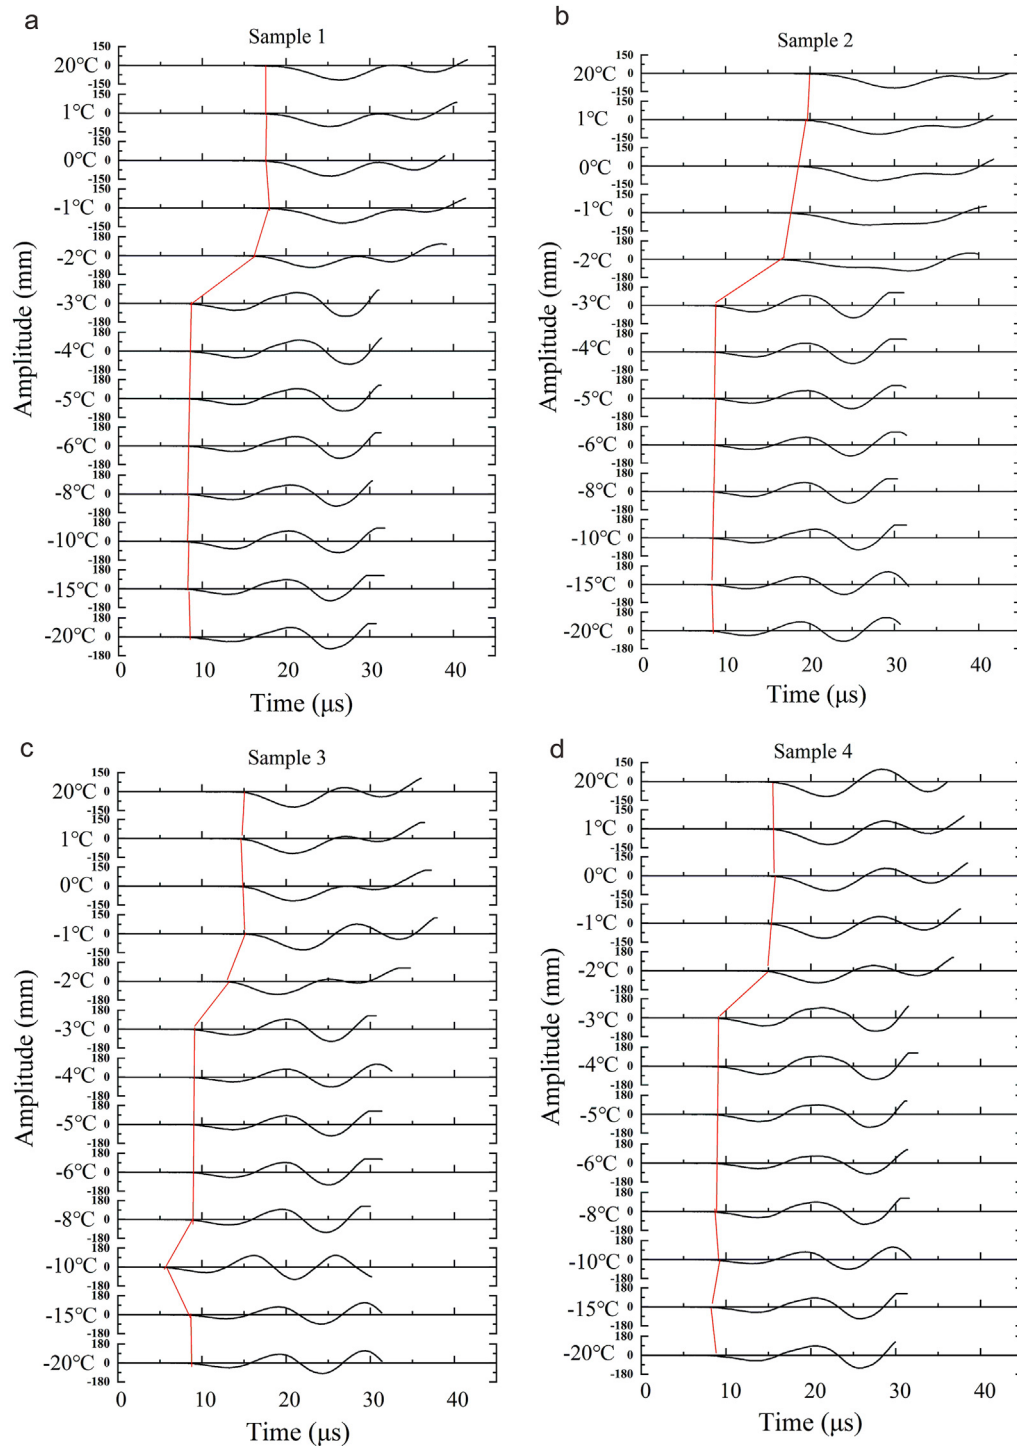 a
Sample 1
Amplitude (mm)
150
20°C 0
-150
150
1°C 0
-150
150
0°C 0
-150
150
-1°C 0
-150
180
-2°C 0
-180
180
-3°C 0
-180
180
-4°C 0
-180
180
-5°C 0
-180
180
-6°C 0
-180
180
-8°C 0
-180
180
-10°C 0
-180
180
-15°C 0
-180
180
-20°C 0
-180
0 10 20 30 40
Time (μs)
b
Sample 2
Amplitude (mm)
150
20°C 0
-150
150
1°C 0
-150
150
0°C 0
-150
150
-1°C 0
-150
180
-2°C 0
-180
180
-3°C 0
-180
180
-4°C 0
-180
180
-5°C 0
-180
180
-6°C 0
-180
180
-8°C 0
-180
180
-10°C 0
-180
180
-15°C 0
-180
180
-20°C 0
-180
0 10 20 30 40
Time (μs)
c
Sample 3
Amplitude (mm)
150
20°C 0
-150
150
1°C 0
-150
150
0°C 0
-150
150
-1°C 0
-150
180
-2°C 0
-180
180
-3°C 0
-180
180
-4°C 0
-180
180
-5°C 0
-180
180
-6°C 0
-180
180
-8°C 0
-180
180
-10°C 0
-180
180
-15°C 0
-180
180
-20°C 0
-180
0 10 20 30 40
Time (μs)
d
Sample 4
Amplitude (mm)
150
20°C 0
-150
150
1°C 0
-150
150
0°C 0
-150
150
-1°C 0
-150
180
-2°C 0
-180
180
-3°C 0
-180
180
-4°C 0
-180
180
-5°C 0
-180
180
-6°C 0
-180
180
-8°C 0
-180
180
-10°C 0
-180
180
-15°C 0
-180
180
-20°C 0
-180
0 10 20 30 40
Time (μs)